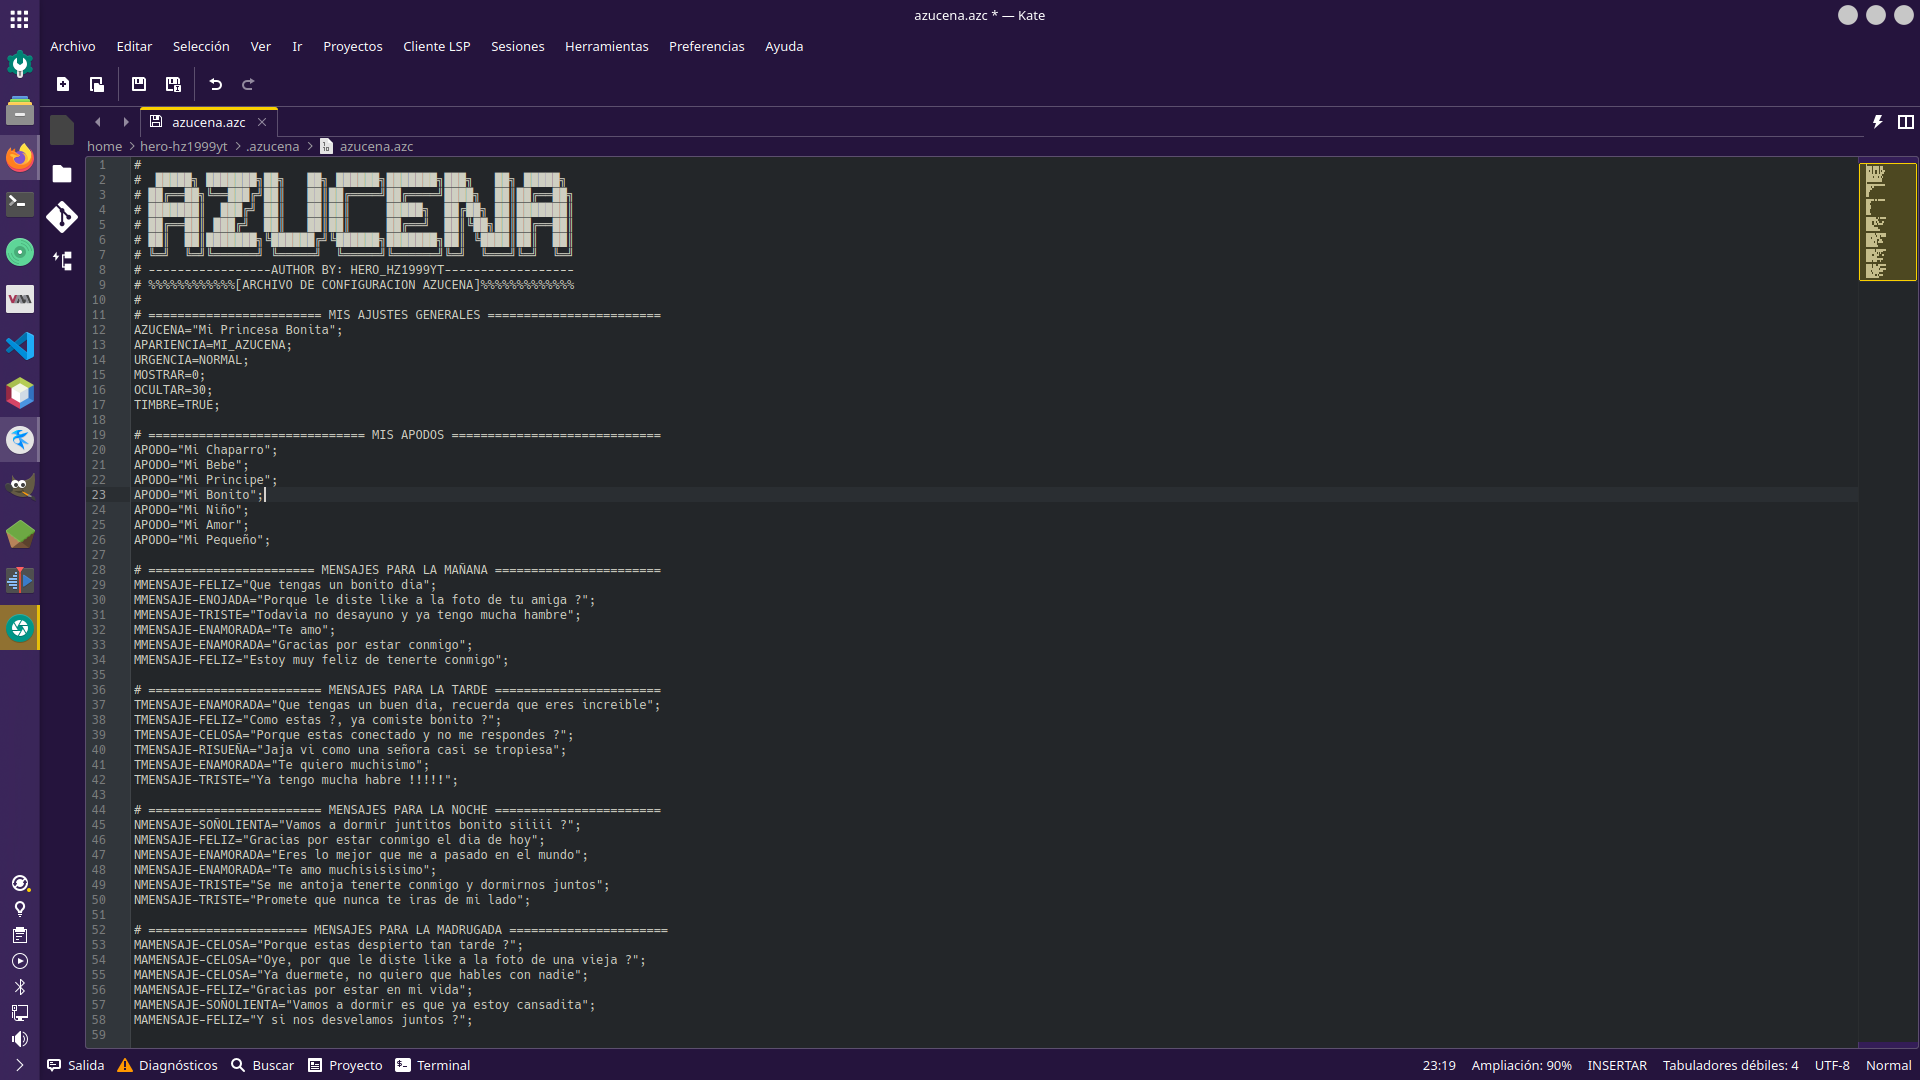 azucena.azc * — Kate
Archivo Editar Selección Ver Ir Proyectos Cliente LSP Sesiones Herramientas Preferencias Ayuda
azucena.azc
home > hero-hz1999yt > .azucena > azucena.azc
1 #
2 #
3 #
4 # AZUCENA
5 #
6 #
7 #
8 # -----------------AUTHOR BY: HERO_HZ1999YT------------------
9 # %%%%%%%%%%%%[ARCHIVO DE CONFIGURACION AZUCENA]%%%%%%%%%%%%%
10 #
11 # ======================== MIS AJUSTES GENERALES ========================
12 AZUCENA="Mi Princesa Bonita";
13 APARIENCIA=MI_AZUCENA;
14 URGENCIA=NORMAL;
15 MOSTRAR=0;
16 OCULTAR=30;
17 TIMBRE=TRUE;
18
19 # ============================== MIS APODOS =============================
20 APODO="Mi Chaparro";
21 APODO="Mi Bebe";
22 APODO="Mi Principe";
23 APODO="Mi Bonito";
24 APODO="Mi Niño";
25 APODO="Mi Amor";
26 APODO="Mi Pequeño";
27
28 # ======================= MENSAJES PARA LA MAÑANA =======================
29 MMENSAJE-FELIZ="Que tengas un bonito dia";
30 MMENSAJE-ENOJADA="Porque le diste like a la foto de tu amiga ?";
31 MMENSAJE-TRISTE="Todavia no desayuno y ya tengo mucha hambre";
32 MMENSAJE-ENAMORADA="Te amo";
33 MMENSAJE-ENAMORADA="Gracias por estar conmigo";
34 MMENSAJE-FELIZ="Estoy muy feliz de tenerte conmigo";
35
36 # ======================== MENSAJES PARA LA TARDE =======================
37 TMENSAJE-ENAMORADA="Que tengas un buen dia, recuerda que eres increible";
38 TMENSAJE-FELIZ="Como estas ?, ya comiste bonito ?";
39 TMENSAJE-CELOSA="Porque estas conectado y no me respondes ?";
40 TMENSAJE-RISUEÑA="Jaja vi como una señora casi se tropiesa";
41 TMENSAJE-ENAMORADA="Te quiero muchisimo";
42 TMENSAJE-TRISTE="Ya tengo mucha habre !!!!!";
43
44 # ======================== MENSAJES PARA LA NOCHE =======================
45 NMENSAJE-SOÑOLIENTA="Vamos a dormir juntitos bonito siiiii ?";
46 NMENSAJE-FELIZ="Gracias por estar conmigo el dia de hoy";
47 NMENSAJE-ENAMORADA="Eres lo mejor que me a pasado en el mundo";
48 NMENSAJE-ENAMORADA="Te amo muchisisisimo";
49 NMENSAJE-TRISTE="Se me antoja tenerte conmigo y dormirnos juntos";
50 NMENSAJE-TRISTE="Promete que nunca te iras de mi lado";
51
52 # ====================== MENSAJES PARA LA MADRUGADA ======================
53 MAMENSAJE-CELOSA="Porque estas despierto tan tarde ?";
54 MAMENSAJE-CELOSA="Oye, por que le diste like a la foto de una vieja ?";
55 MAMENSAJE-CELOSA="Ya duermete, no quiero que hables con nadie";
56 MAMENSAJE-FELIZ="Gracias por estar en mi vida";
57 MAMENSAJE-SOÑOLIENTA="Vamos a dormir es que ya estoy cansadita";
58 MAMENSAJE-FELIZ="Y si nos desvelamos juntos ?";
59
Salida Diagnósticos Buscar Proyecto Terminal 23:19 Ampliación: 90% INSERTAR Tabuladores débiles: 4 UTF-8 Normal